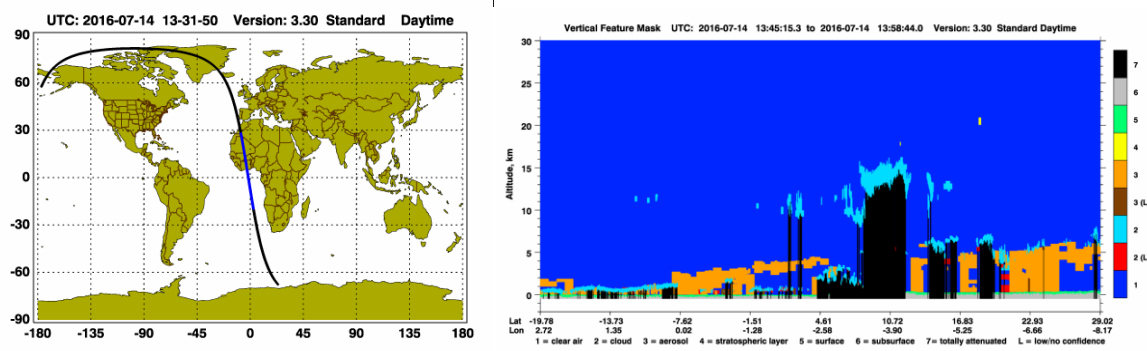 UTC: 2016-07-14 13-31-50 Version: 3.30 Standard Daytime
90
60
30
0
-30
-60
-90
-180 -135 -90 -45 0 45 90 135 180
Vertical Feature Mask UTC: 2016-07-14 13:45:15.3 to 2016-07-14 13:58:44.0 Version: 3.30 Standard Daytime
Altitude, km
30
25
20
15
10
5
0
Lat -19.78 -13.73 -7.62 -1.51 4.61 10.72 16.83 22.93 29.02
Lon 2.72 1.35 0.02 -1.28 -2.58 -3.90 -5.25 -6.66 -8.17
1 = clear air 2 = cloud 3 = aerosol 4 = stratospheric layer 5 = surface 6 = subsurface 7 = totally attenuated L = low/no confidence
7
6
5
4
3
3 (L
2
2 (L
1